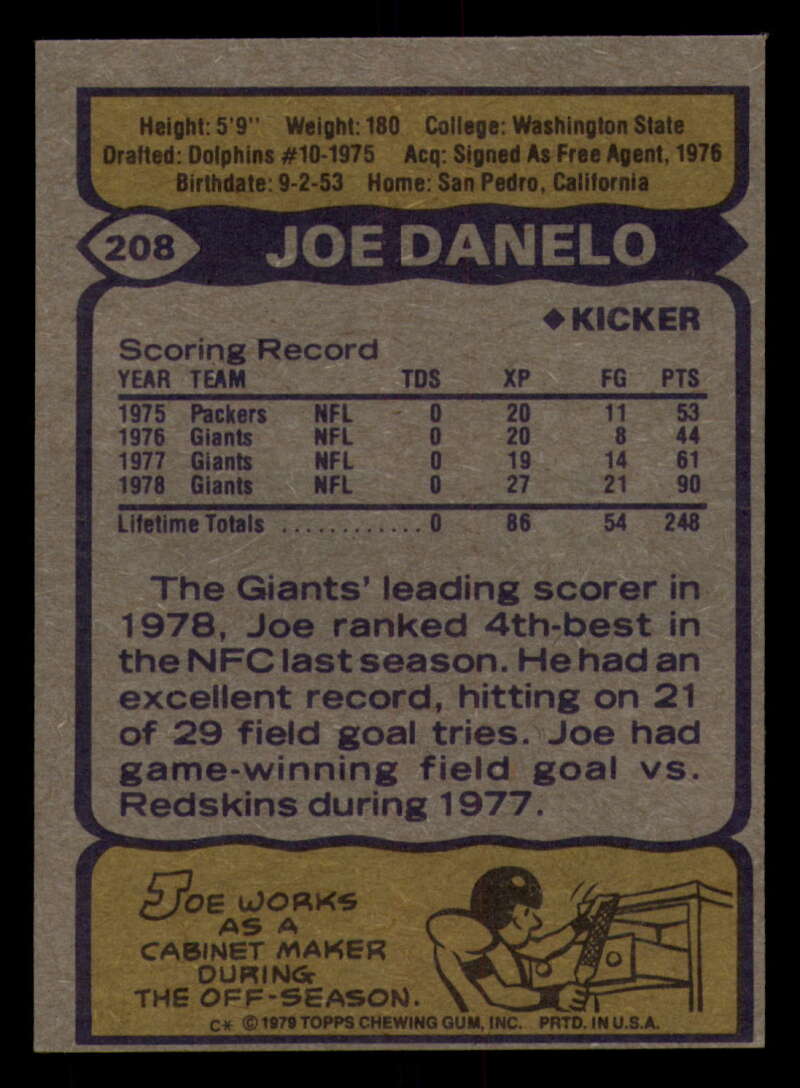 Height: 5'9" Weight: 180 College: Washington State
Drafted: Dolphins #10-1975 Acq: Signed As Free Agent, 1976
Birthdate: 9-2-53 Home: San Pedro, California
208 JOE DANELO
◆ KICKER
Scoring Record
YEAR TEAM TDS XP FG PTS
1975 Packers NFL 0 20 11 53
1976 Giants NFL 0 20 8 44
1977 Giants NFL 0 19 14 61
1978 Giants NFL 0 27 21 90
Lifetime Totals ............ 0 86 54 248
The Giants' leading scorer in
1978, Joe ranked 4th-best in
the NFC last season. He had an
excellent record, hitting on 21
of 29 field goal tries. Joe had
game-winning field goal vs.
Redskins during 1977.
JOE WORKS
AS A
CABINET MAKER
DURING
THE OFF-SEASON.
C* © 1979 TOPPS CHEWING GUM, INC. PRTD. IN U.S.A.